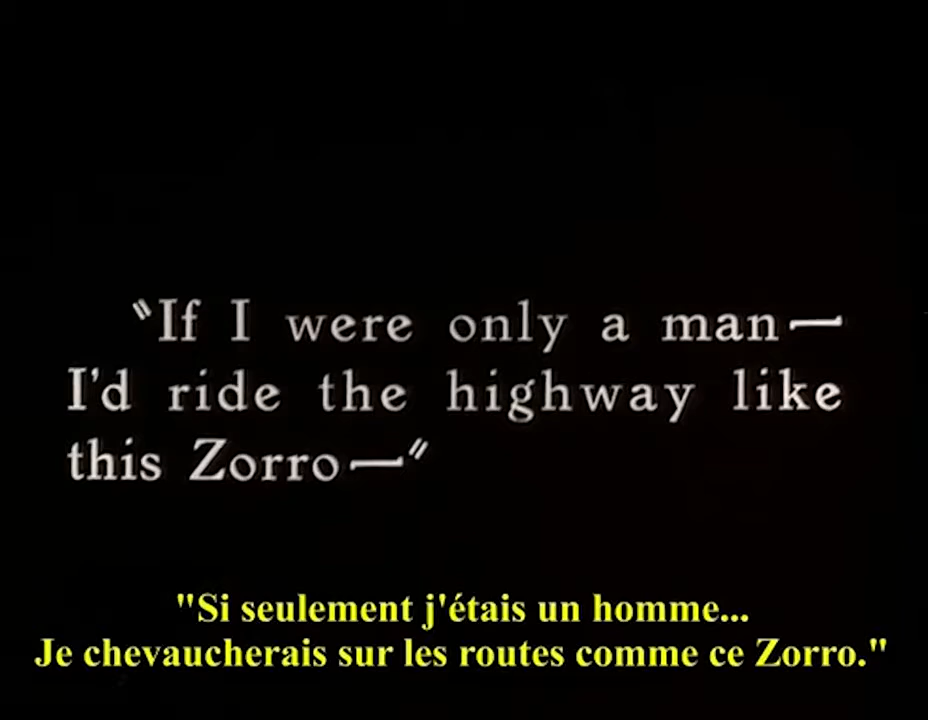 "If I were only a man—
I'd ride the highway like
this Zorro—"
"Si seulement j'étais un homme...
Je chevaucherais sur les routes comme ce Zorro."